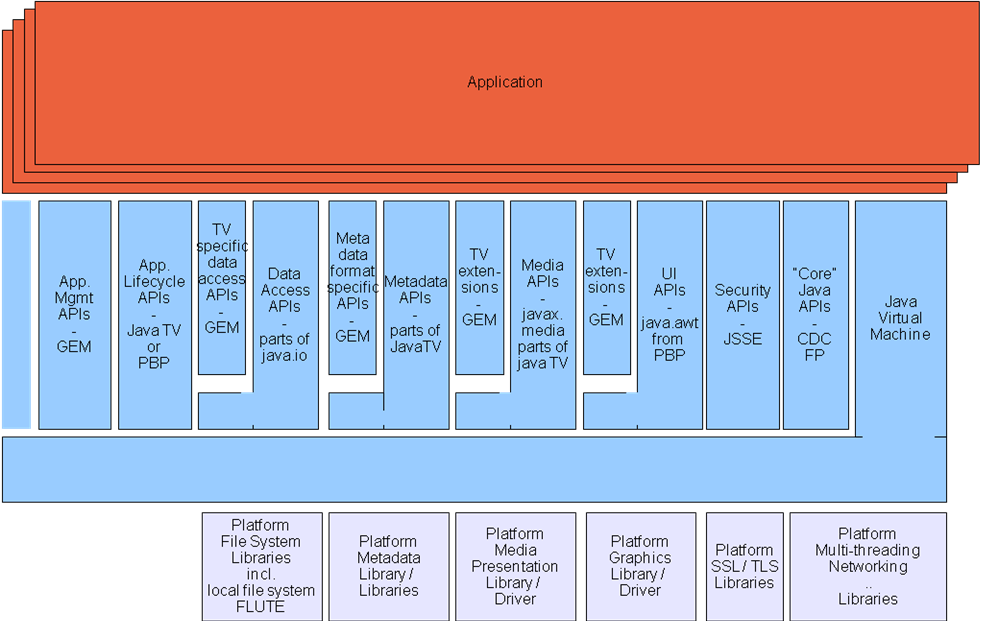 Application
App.
Mgmt
APIs
-
GEM
App.
Lifecycle
APIs
-
Java TV
or
PBP
TV
specific
data
access
APIs
-
GEM
Data
Access
APIs
-
parts of
java.io
Meta
data
format
specific
APIs
-
GEM
Metadata
APIs
-
parts of
JavaTV
TV
exten-
sions
-
GEM
Media
APIs
-
javax.
media
parts of
java TV
TV
exten-
sions
-
GEM
UI
APIs
-
java.awt
from
PBP
Security
APIs
-
JSSE
"Core"
Java
APIs
-
CDC
FP
Java
Virtual
Machine
Platform
File System
Libraries
incl.
local file system
FLUTE
Platform
Metadata
Library /
Libraries
Platform
Media
Presentation
Library /
Driver
Platform
Graphics
Library /
Driver
Platform
SSL / TLS
Libraries
Platform
Multi-threading
Networking
..
Libraries